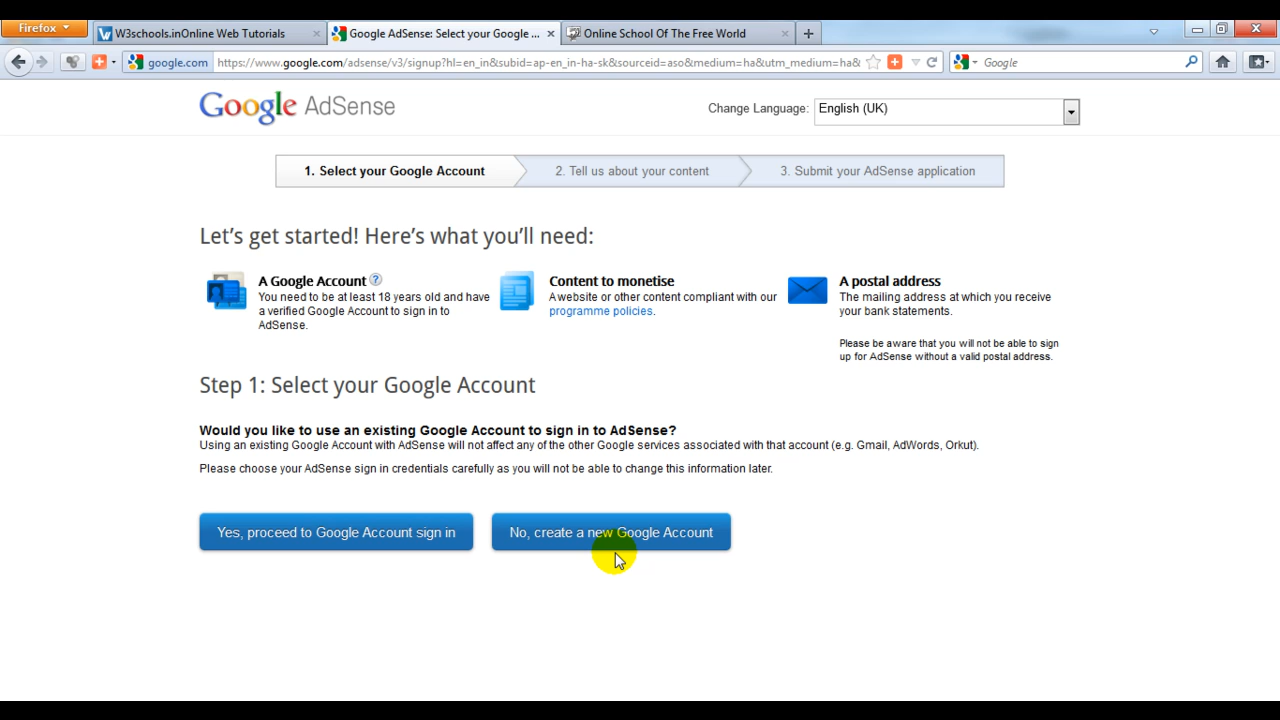 Firefox
W3schools.inOnline Web Tutorials
Google AdSense: Select your Google ...
Online School Of The Free World
google.com
https://www.google.com/adsense/v3/signup?hl=en_in&subid=ap-en_in-ha-sk&sourceid=aso&medium=ha&utm_medium=ha&
Google
Google AdSense
Change Language:
English (UK)
1. Select your Google Account
2. Tell us about your content
3. Submit your AdSense application
Let's get started! Here's what you'll need:
A Google Account ?
You need to be at least 18 years old and have
a verified Google Account to sign in to
AdSense.
Content to monetise
A website or other content compliant with our
programme policies.
A postal address
The mailing address at which you receive
your bank statements.
Please be aware that you will not be able to sign
up for AdSense without a valid postal address.
Step 1: Select your Google Account
Would you like to use an existing Google Account to sign in to AdSense?
Using an existing Google Account with AdSense will not affect any of the other Google services associated with that account (e.g. Gmail, AdWords, Orkut).
Please choose your AdSense sign in credentials carefully as you will not be able to change this information later.
Yes, proceed to Google Account sign in
No, create a new Google Account